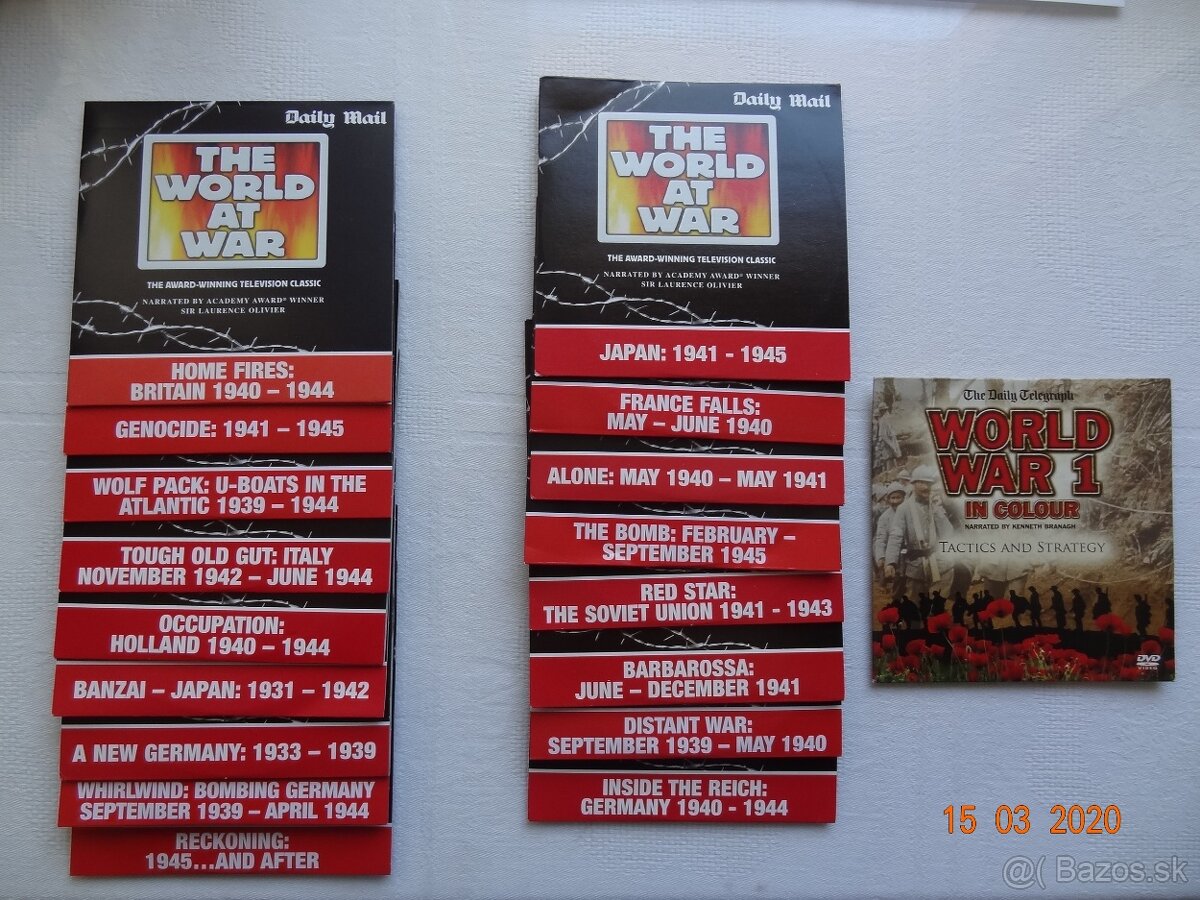 Daily Mail
THE
WORLD
AT
WAR
THE AWARD-WINNING TELEVISION CLASSIC
NARRATED BY ACADEMY AWARD® WINNER
SIR LAURENCE OLIVIER
HOME FIRES:
BRITAIN 1940 – 1944
GENOCIDE: 1941 – 1945
WOLF PACK: U-BOATS IN THE
ATLANTIC 1939 – 1944
TOUGH OLD GUT: ITALY
NOVEMBER 1942 – JUNE 1944
OCCUPATION:
HOLLAND 1940 – 1944
BANZAI – JAPAN: 1931 – 1942
A NEW GERMANY: 1933 – 1939
WHIRLWIND: BOMBING GERMANY
SEPTEMBER 1939 – APRIL 1944
RECKONING:
1945...AND AFTER
Daily Mail
THE
WORLD
AT
WAR
THE AWARD-WINNING TELEVISION CLASSIC
NARRATED BY ACADEMY AWARD® WINNER
SIR LAURENCE OLIVIER
JAPAN: 1941 - 1945
FRANCE FALLS:
MAY – JUNE 1940
ALONE: MAY 1940 – MAY 1941
THE BOMB: FEBRUARY –
SEPTEMBER 1945
RED STAR:
THE SOVIET UNION 1941 - 1943
BARBAROSSA:
JUNE – DECEMBER 1941
DISTANT WAR:
SEPTEMBER 1939 – MAY 1940
INSIDE THE REICH:
GERMANY 1940 - 1944
The Daily Telegraph
WORLD
WAR 1
IN COLOUR
NARRATED BY KENNETH BRANAGH
TACTICS AND STRATEGY
DVD
VIDEO
15 03 2020
@( Bazos.sk